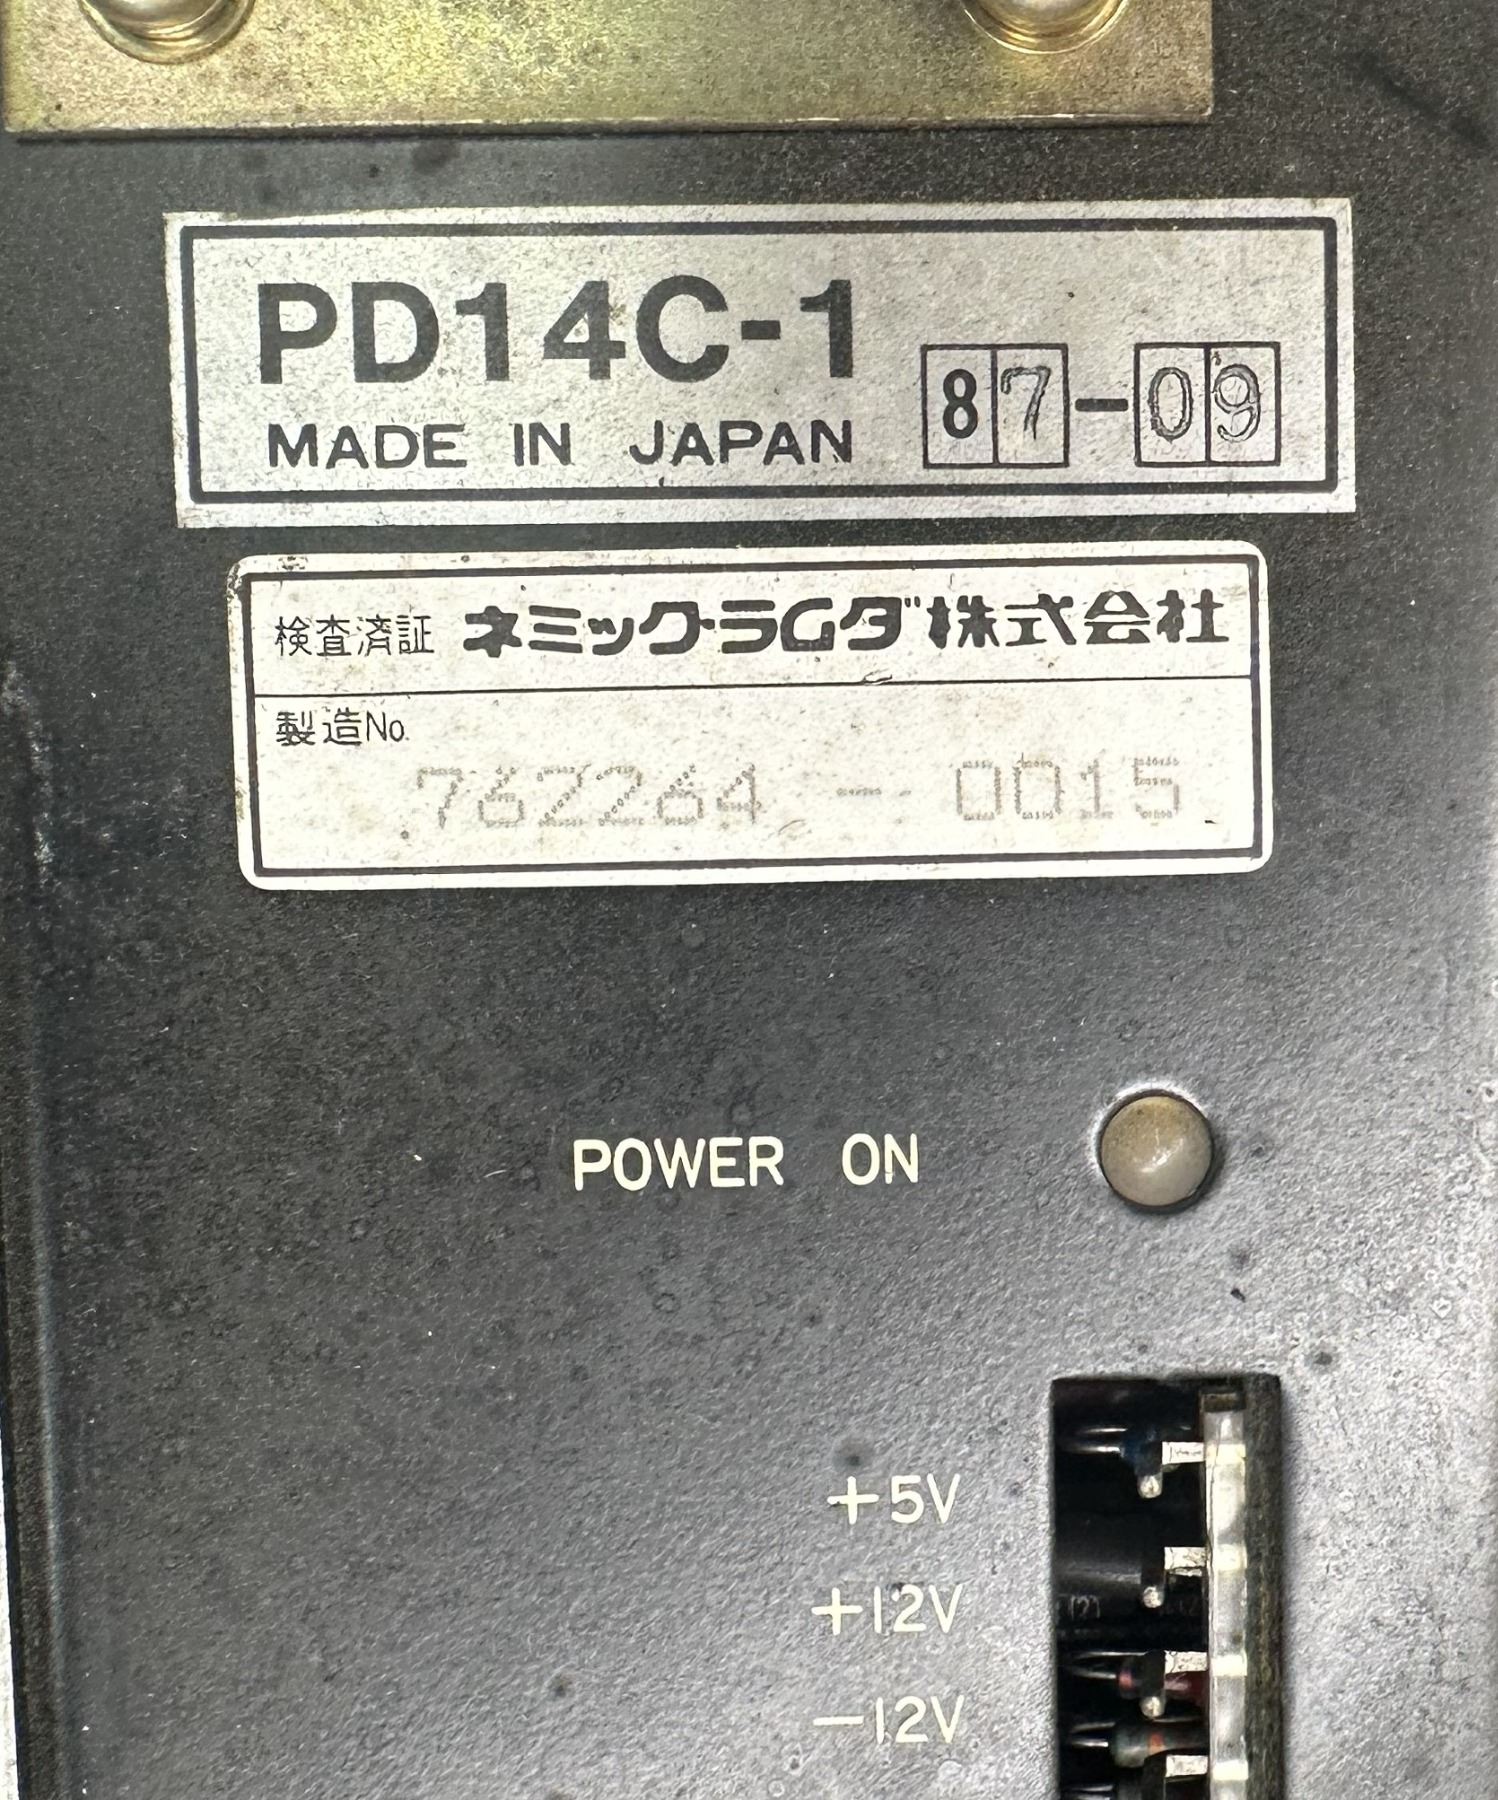 PD14C-1
MADE IN JAPAN 87-09
検査済証 ネミック・ラムダ株式会社
製造No.
767264 - 0015
POWER ON
+5V
+12V
-12V